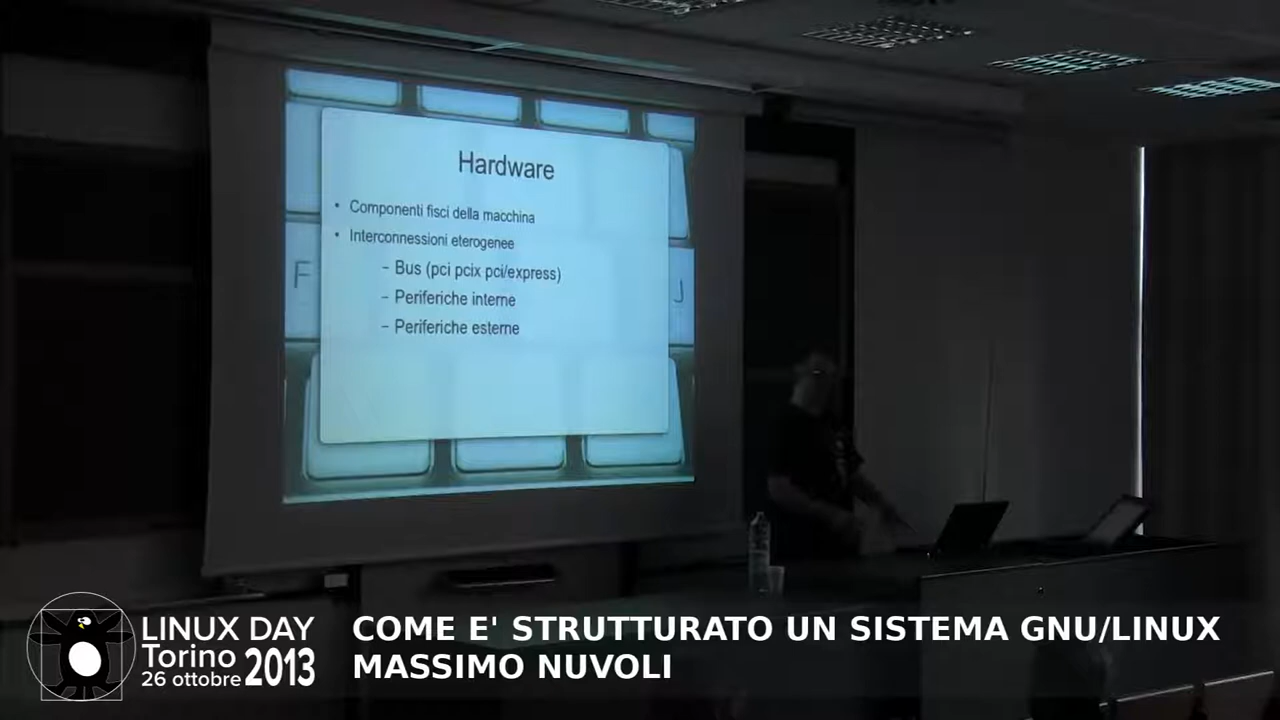 Hardware
• Componenti fisci della macchina
• Interconnessioni eterogenee
– Bus (pci pcix pci/express)
– Periferiche interne
– Periferiche esterne
F
J
LINUX DAY
Torino 2013
26 ottobre
COME E' STRUTTURATO UN SISTEMA GNU/LINUX
MASSIMO NUVOLI